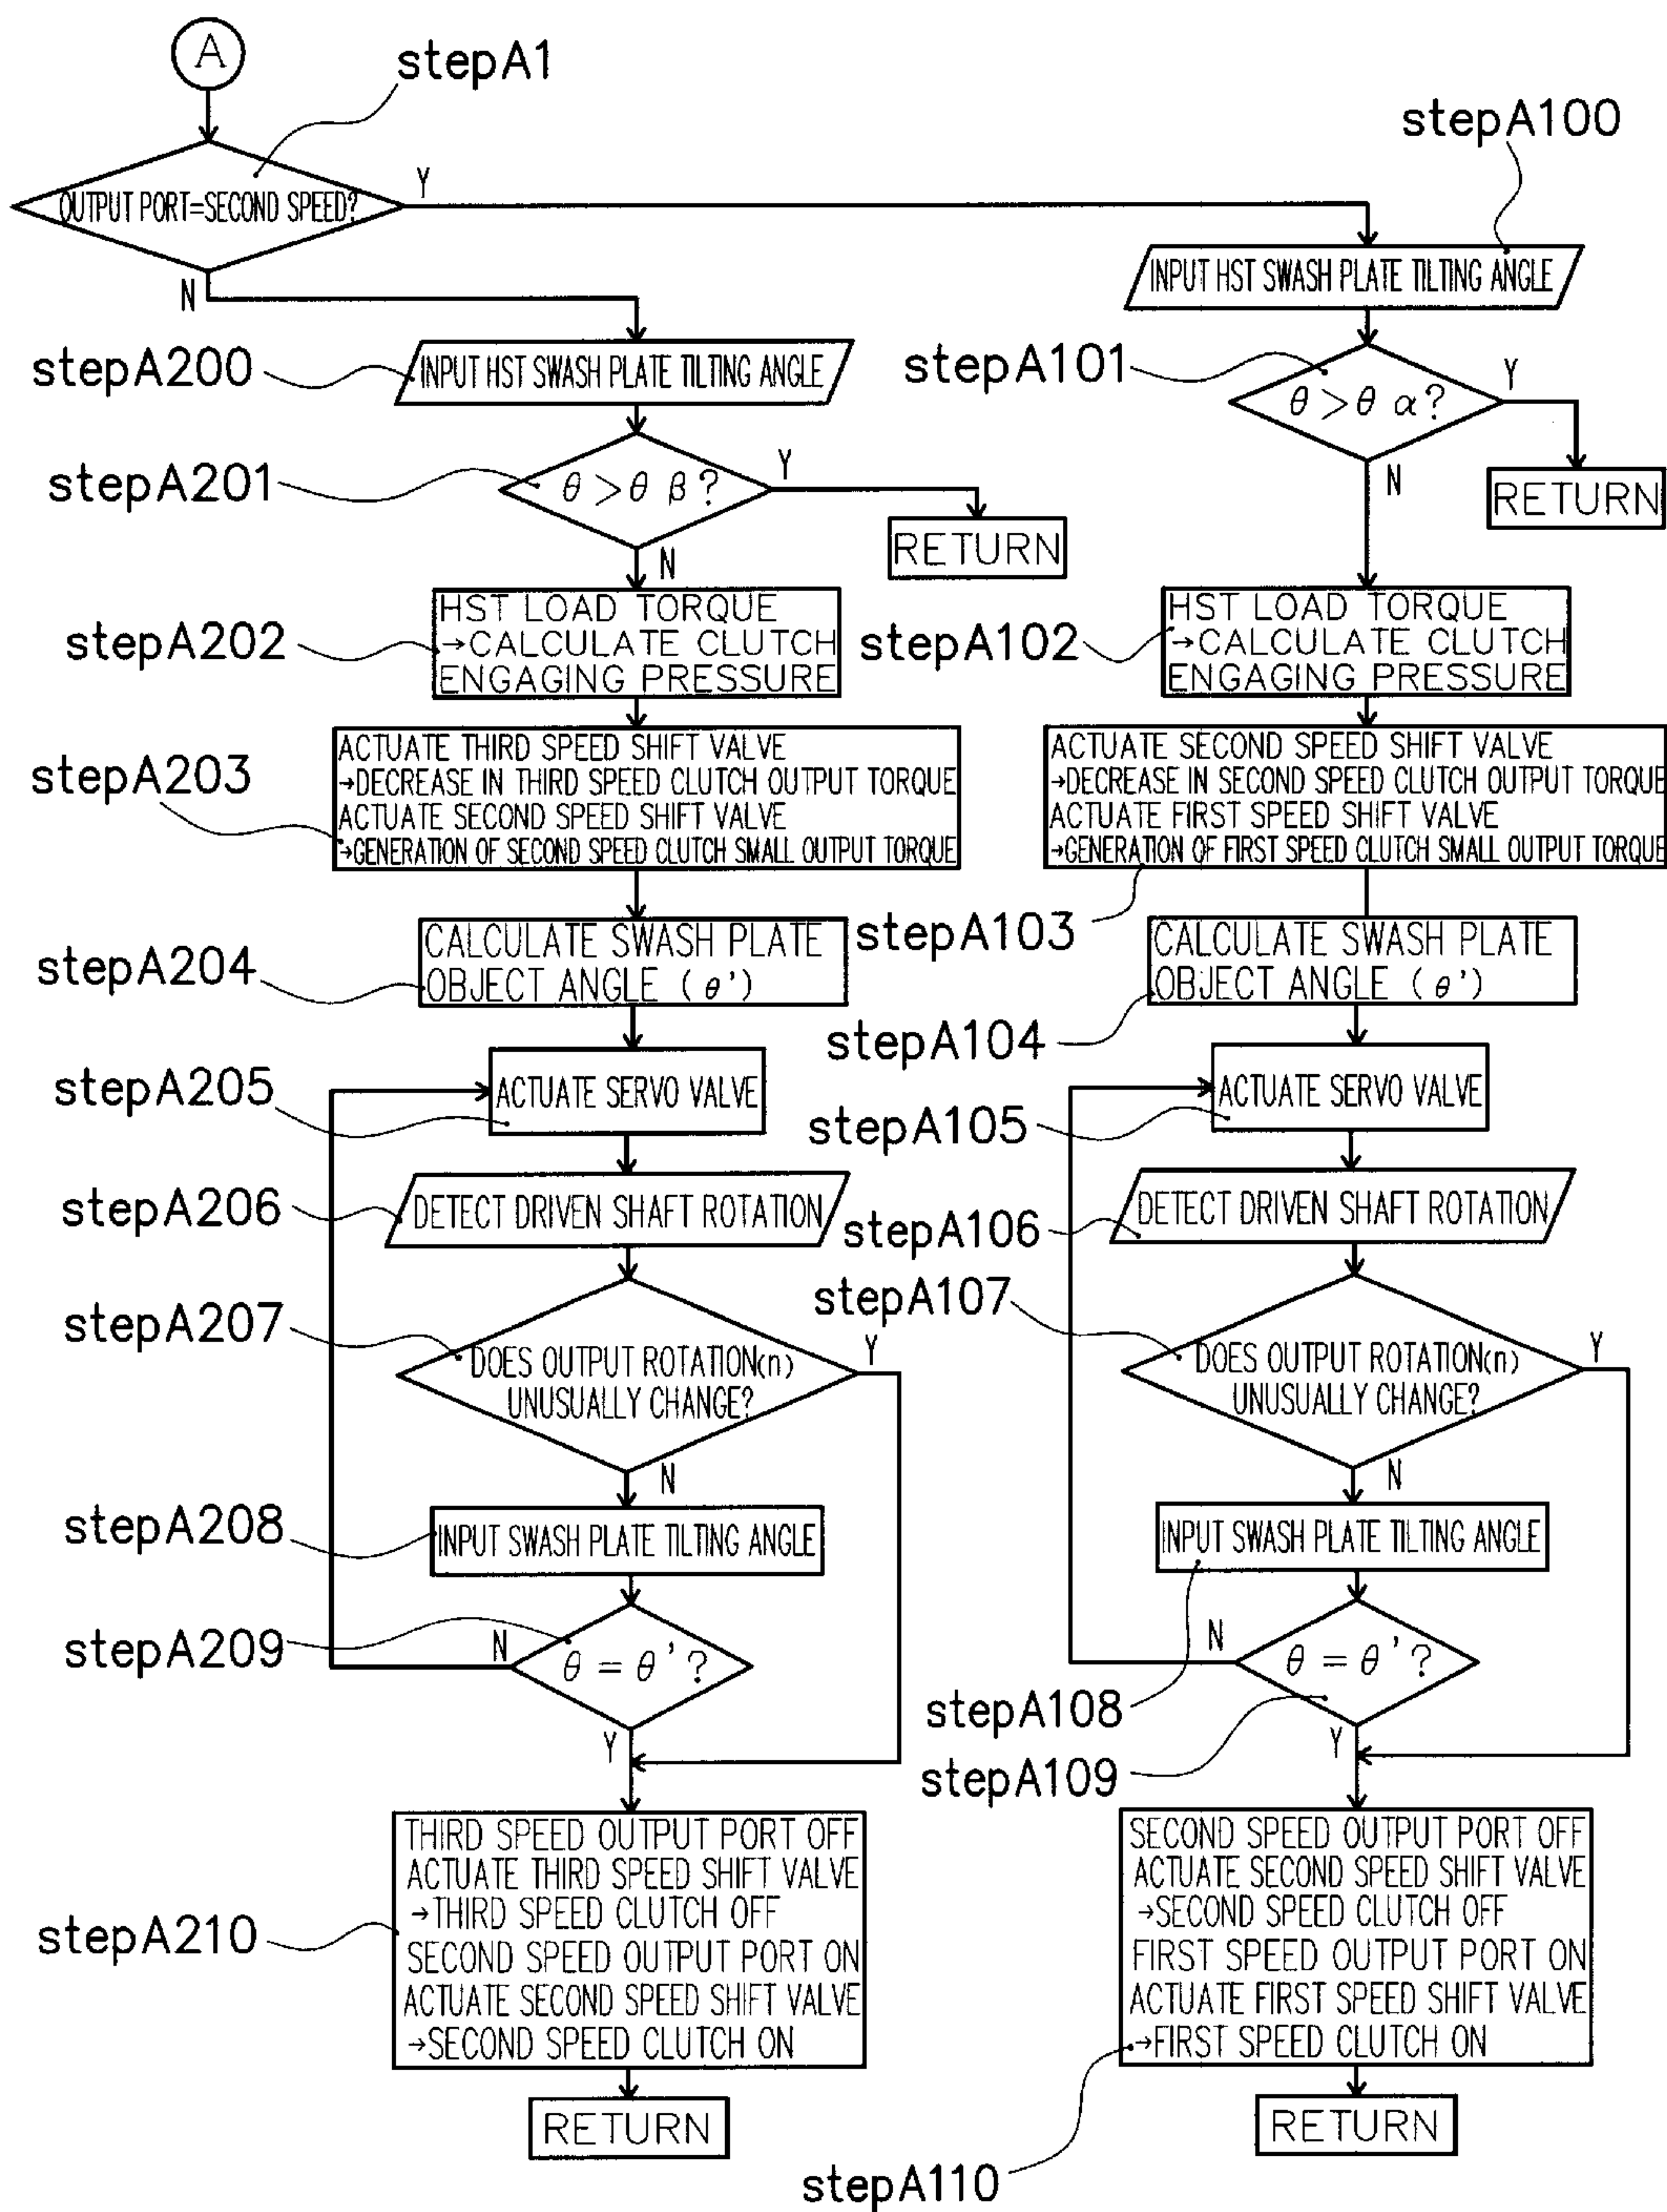 A
stepA1
OUTPUT PORT=SECOND SPEED?
Y
N
stepA200
INPUT HST SWASH PLATE TILTING ANGLE
stepA201
θ>θ β?
Y
RETURN
N
stepA202
HST LOAD TORQUE
→CALCULATE CLUTCH
ENGAGING PRESSURE
stepA203
ACTUATE THIRD SPEED SHIFT VALVE
→DECREASE IN THIRD SPEED CLUTCH OUTPUT TORQUE
ACTUATE SECOND SPEED SHIFT VALVE
→GENERATION OF SECOND SPEED CLUTCH SMALL OUTPUT TORQUE
stepA204
CALCULATE SWASH PLATE
OBJECT ANGLE (θ')
stepA205
ACTUATE SERVO VALVE
stepA206
DETECT DRIVEN SHAFT ROTATION
stepA207
DOES OUTPUT ROTATION(n)
UNUSUALLY CHANGE?
Y
N
stepA208
INPUT SWASH PLATE TILTING ANGLE
stepA209
N
θ=θ'?
Y
stepA210
THIRD SPEED OUTPUT PORT OFF
ACTUATE THIRD SPEED SHIFT VALVE
→THIRD SPEED CLUTCH OFF
SECOND SPEED OUTPUT PORT ON
ACTUATE SECOND SPEED SHIFT VALVE
→SECOND SPEED CLUTCH ON
RETURN
stepA100
INPUT HST SWASH PLATE TILTING ANGLE
stepA101
θ>θ α?
Y
RETURN
N
stepA102
HST LOAD TORQUE
→CALCULATE CLUTCH
ENGAGING PRESSURE
ACTUATE SECOND SPEED SHIFT VALVE
→DECREASE IN SECOND SPEED CLUTCH OUTPUT TORQUE
ACTUATE FIRST SPEED SHIFT VALVE
→GENERATION OF FIRST SPEED CLUTCH SMALL OUTPUT TORQUE
stepA103
CALCULATE SWASH PLATE
OBJECT ANGLE (θ')
stepA104
ACTUATE SERVO VALVE
stepA105
DETECT DRIVEN SHAFT ROTATION
stepA106
stepA107
DOES OUTPUT ROTATION(n)
UNUSUALLY CHANGE?
Y
N
INPUT SWASH PLATE TILTING ANGLE
stepA108
N
θ=θ'?
Y
stepA109
SECOND SPEED OUTPUT PORT OFF
ACTUATE SECOND SPEED SHIFT VALVE
→SECOND SPEED CLUTCH OFF
FIRST SPEED OUTPUT PORT ON
ACTUATE FIRST SPEED SHIFT VALVE
→FIRST SPEED CLUTCH ON
RETURN
stepA110